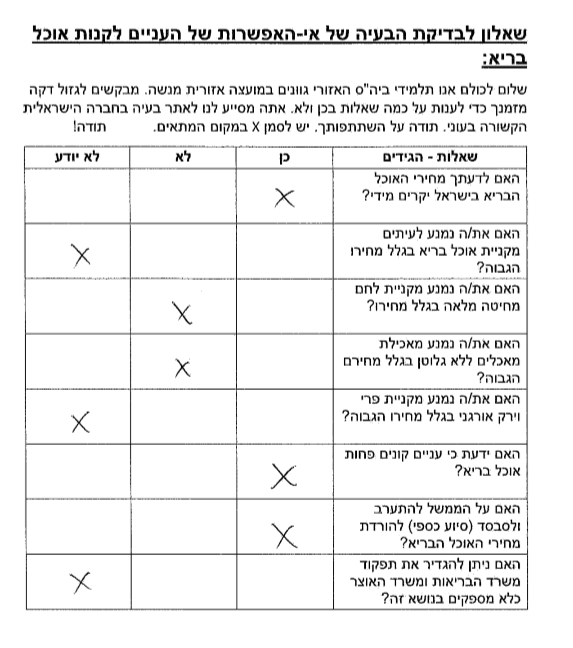 שאלון לבדיקת הבעיה של אי-האפשרות של העניים לקנות אוכל
בריא:
שלום לכולם אנו תלמידי ביה"ס האזורי גוונים במועצה אזורית מנשה. מבקשים לגזול דקה
מזמנך כדי לענות על כמה שאלות בכן ולא. אתה מסייע לנו לאתר בעיה בחברה הישראלית
הקשורה בעוני. תודה על השתתפותך. יש לסמן X במקום המתאים. תודה!
שאלות - הגידים כן לא לא יודע
האם לדעתך מחירי האוכל
הבריא בישראל יקרים מידי? X
האם את/ה נמנע לעיתים
מקניית אוכל בריא בגלל מחירו X
הגבוה?
האם את/ה נמנע מקניית לחם
מחיטה מלאה בגלל מחירו? X
האם את/ה נמנע מאכילת
מאכלים ללא גלוטן בגלל מחירם X
הגבוה?
האם את/ה נמנע מקניית פרי
וירק אורגני בגלל מחירו הגבוה? X
האם ידעת כי עניים קונים פחות
אוכל בריא? X
האם על הממשל להתערב
ולסבסד (סיוע כספי) להורדת X
מחירי האוכל הבריא?
האם ניתן להגדיר את תפקוד
משרד הבריאות ומשרד האוצר X
כלא מספקים בנושא זה?